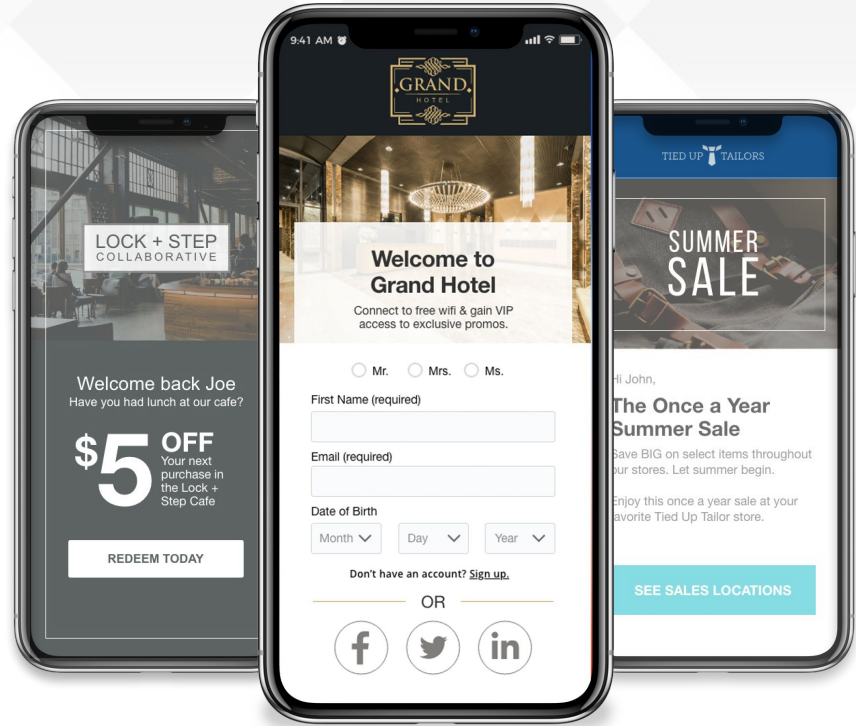 LOCK + STEP
COLLABORATIVE
Welcome back Joe
Have you had lunch at our cafe?
$5 OFF
Your next
purchase in
the Lock +
Step Cafe
REDEEM TODAY
9:41 AM
GRAND
HOTEL
Welcome to
Grand Hotel
Connect to free wifi & gain VIP
access to exclusive promos.
Mr. Mrs. Ms.
First Name (required)
Email (required)
Date of Birth
Month Day Year
Don't have an account? Sign up.
OR
f in
TIED UP TAILORS
SUMMER
SALE
Hi John,
The Once a Year
Summer Sale
Save BIG on select items throughout
our stores. Let summer begin.
Enjoy this once a year sale at your
favorite Tied Up Tailor store.
SEE SALES LOCATIONS